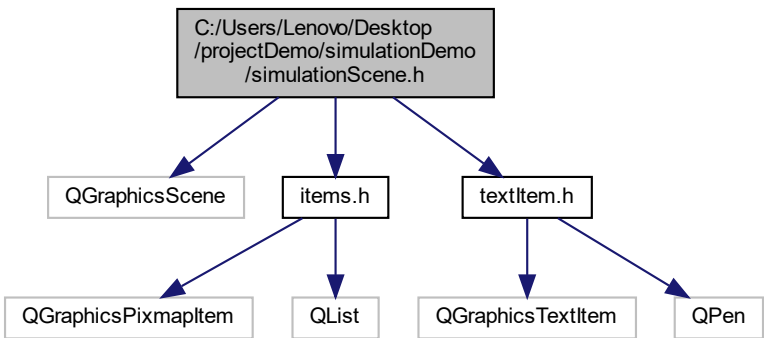 C:/Users/Lenovo/Desktop
/projectDemo/simulationDemo
/simulationScene.h
QGraphicsScene
items.h
textItem.h
QGraphicsPixmapItem
QList
QGraphicsTextItem
QPen